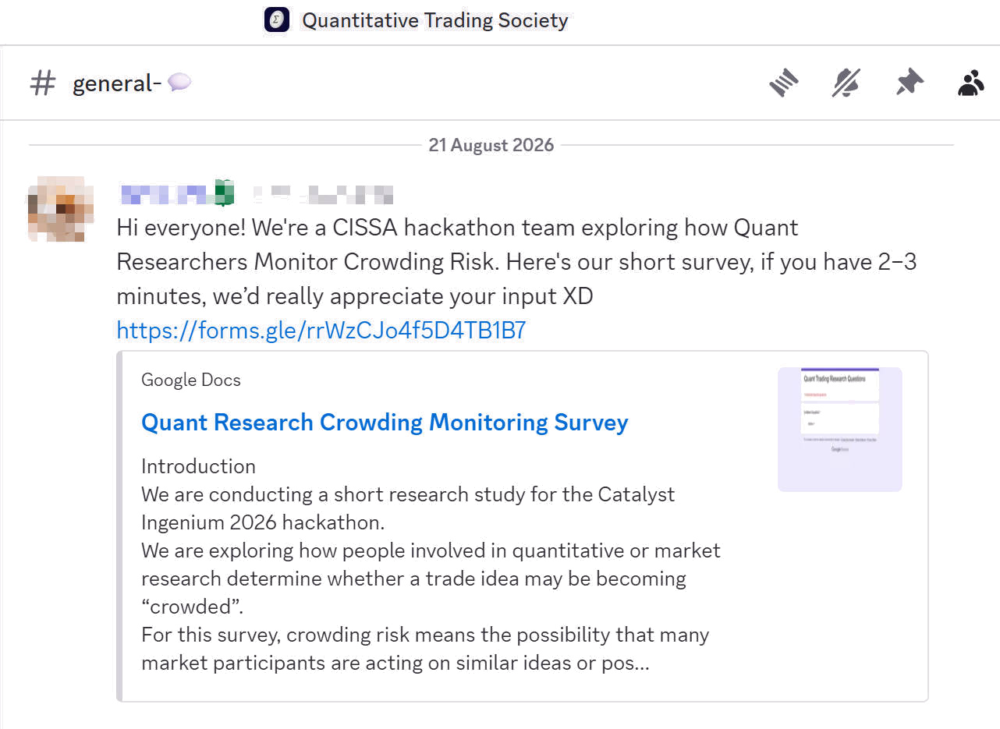 Quantitative Trading Society
# general-
21 August 2026
Hi everyone! We're a CISSA hackathon team exploring how Quant
Researchers Monitor Crowding Risk. Here's our short survey, if you have 2–3
minutes, we’d really appreciate your input XD
https://forms.gle/rrWzCJo4f5D4TB1B7
Google Docs
Quant Research Crowding Monitoring Survey
Quant Trading Research Questions
Introduction
We are conducting a short research study for the Catalyst
Ingenium 2026 hackathon.
We are exploring how people involved in quantitative or market
research determine whether a trade idea may be becoming
“crowded”.
For this survey, crowding risk means the possibility that many
market participants are acting on similar ideas or pos...